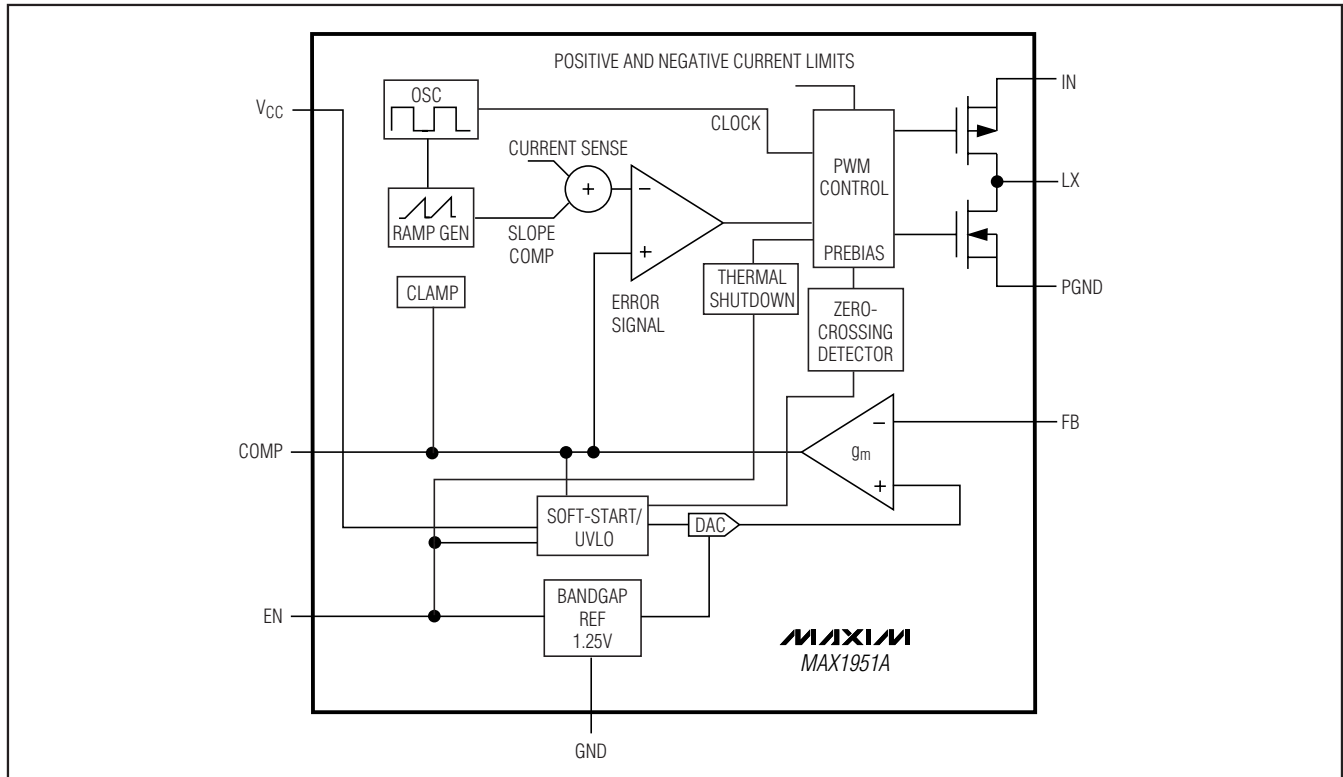 POSITIVE AND NEGATIVE CURRENT LIMITS
IN
OSC
VCC
CLOCK
CURRENT SENSE
+
−
PWM
CONTROL
LX
RAMP GEN
SLOPE
COMP
+
PREBIAS
CLAMP
THERMAL
SHUTDOWN
PGND
ERROR
SIGNAL
ZERO-
CROSSING
DETECTOR
−
FB
COMP
gm
+
SOFT-START/
UVLO
DAC
EN
BANDGAP
REF
1.25V
MAXIM
MAX1951A
GND